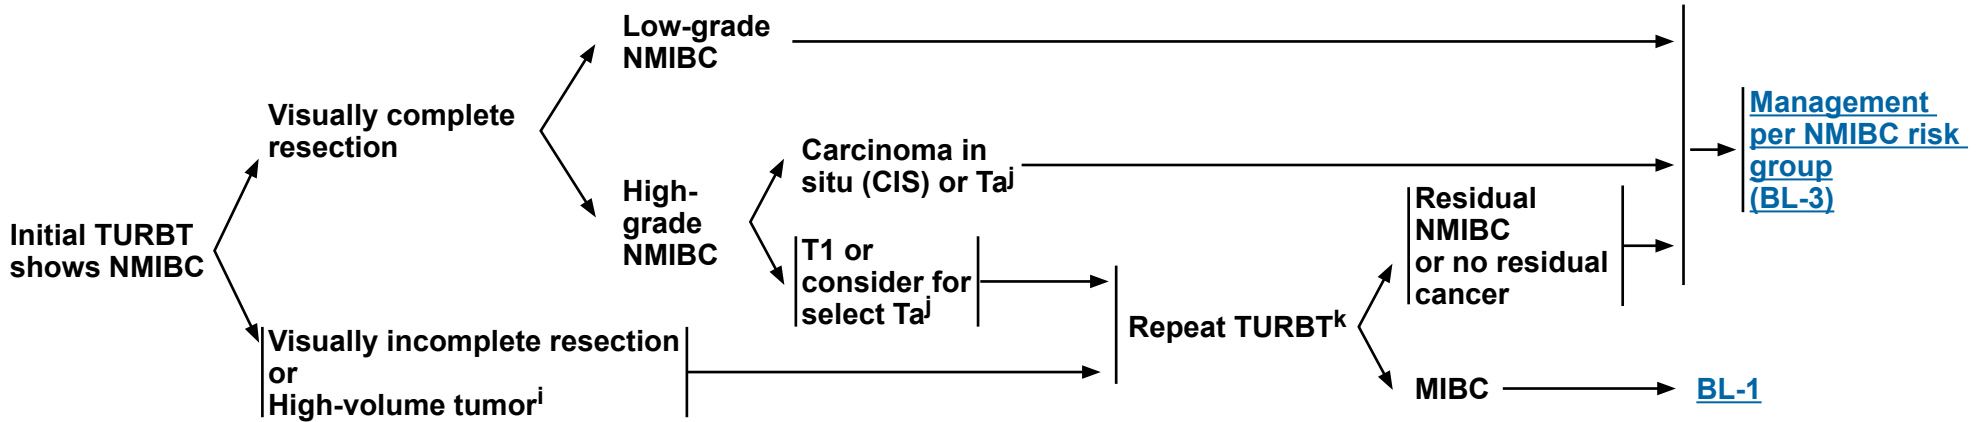 Initial TURBT
shows NMIBC
Visually complete
resection
Visually incomplete resection
or
High-volume tumorⁱ
Low-grade
NMIBC
High-
grade
NMIBC
Carcinoma in
situ (CIS) or Taʲ
T1 or
consider for
select Taʲ
Repeat TURBTᵏ
Residual
NMIBC
or no residual
cancer
MIBC
Management
per NMIBC risk
group
(BL-3)
BL-1